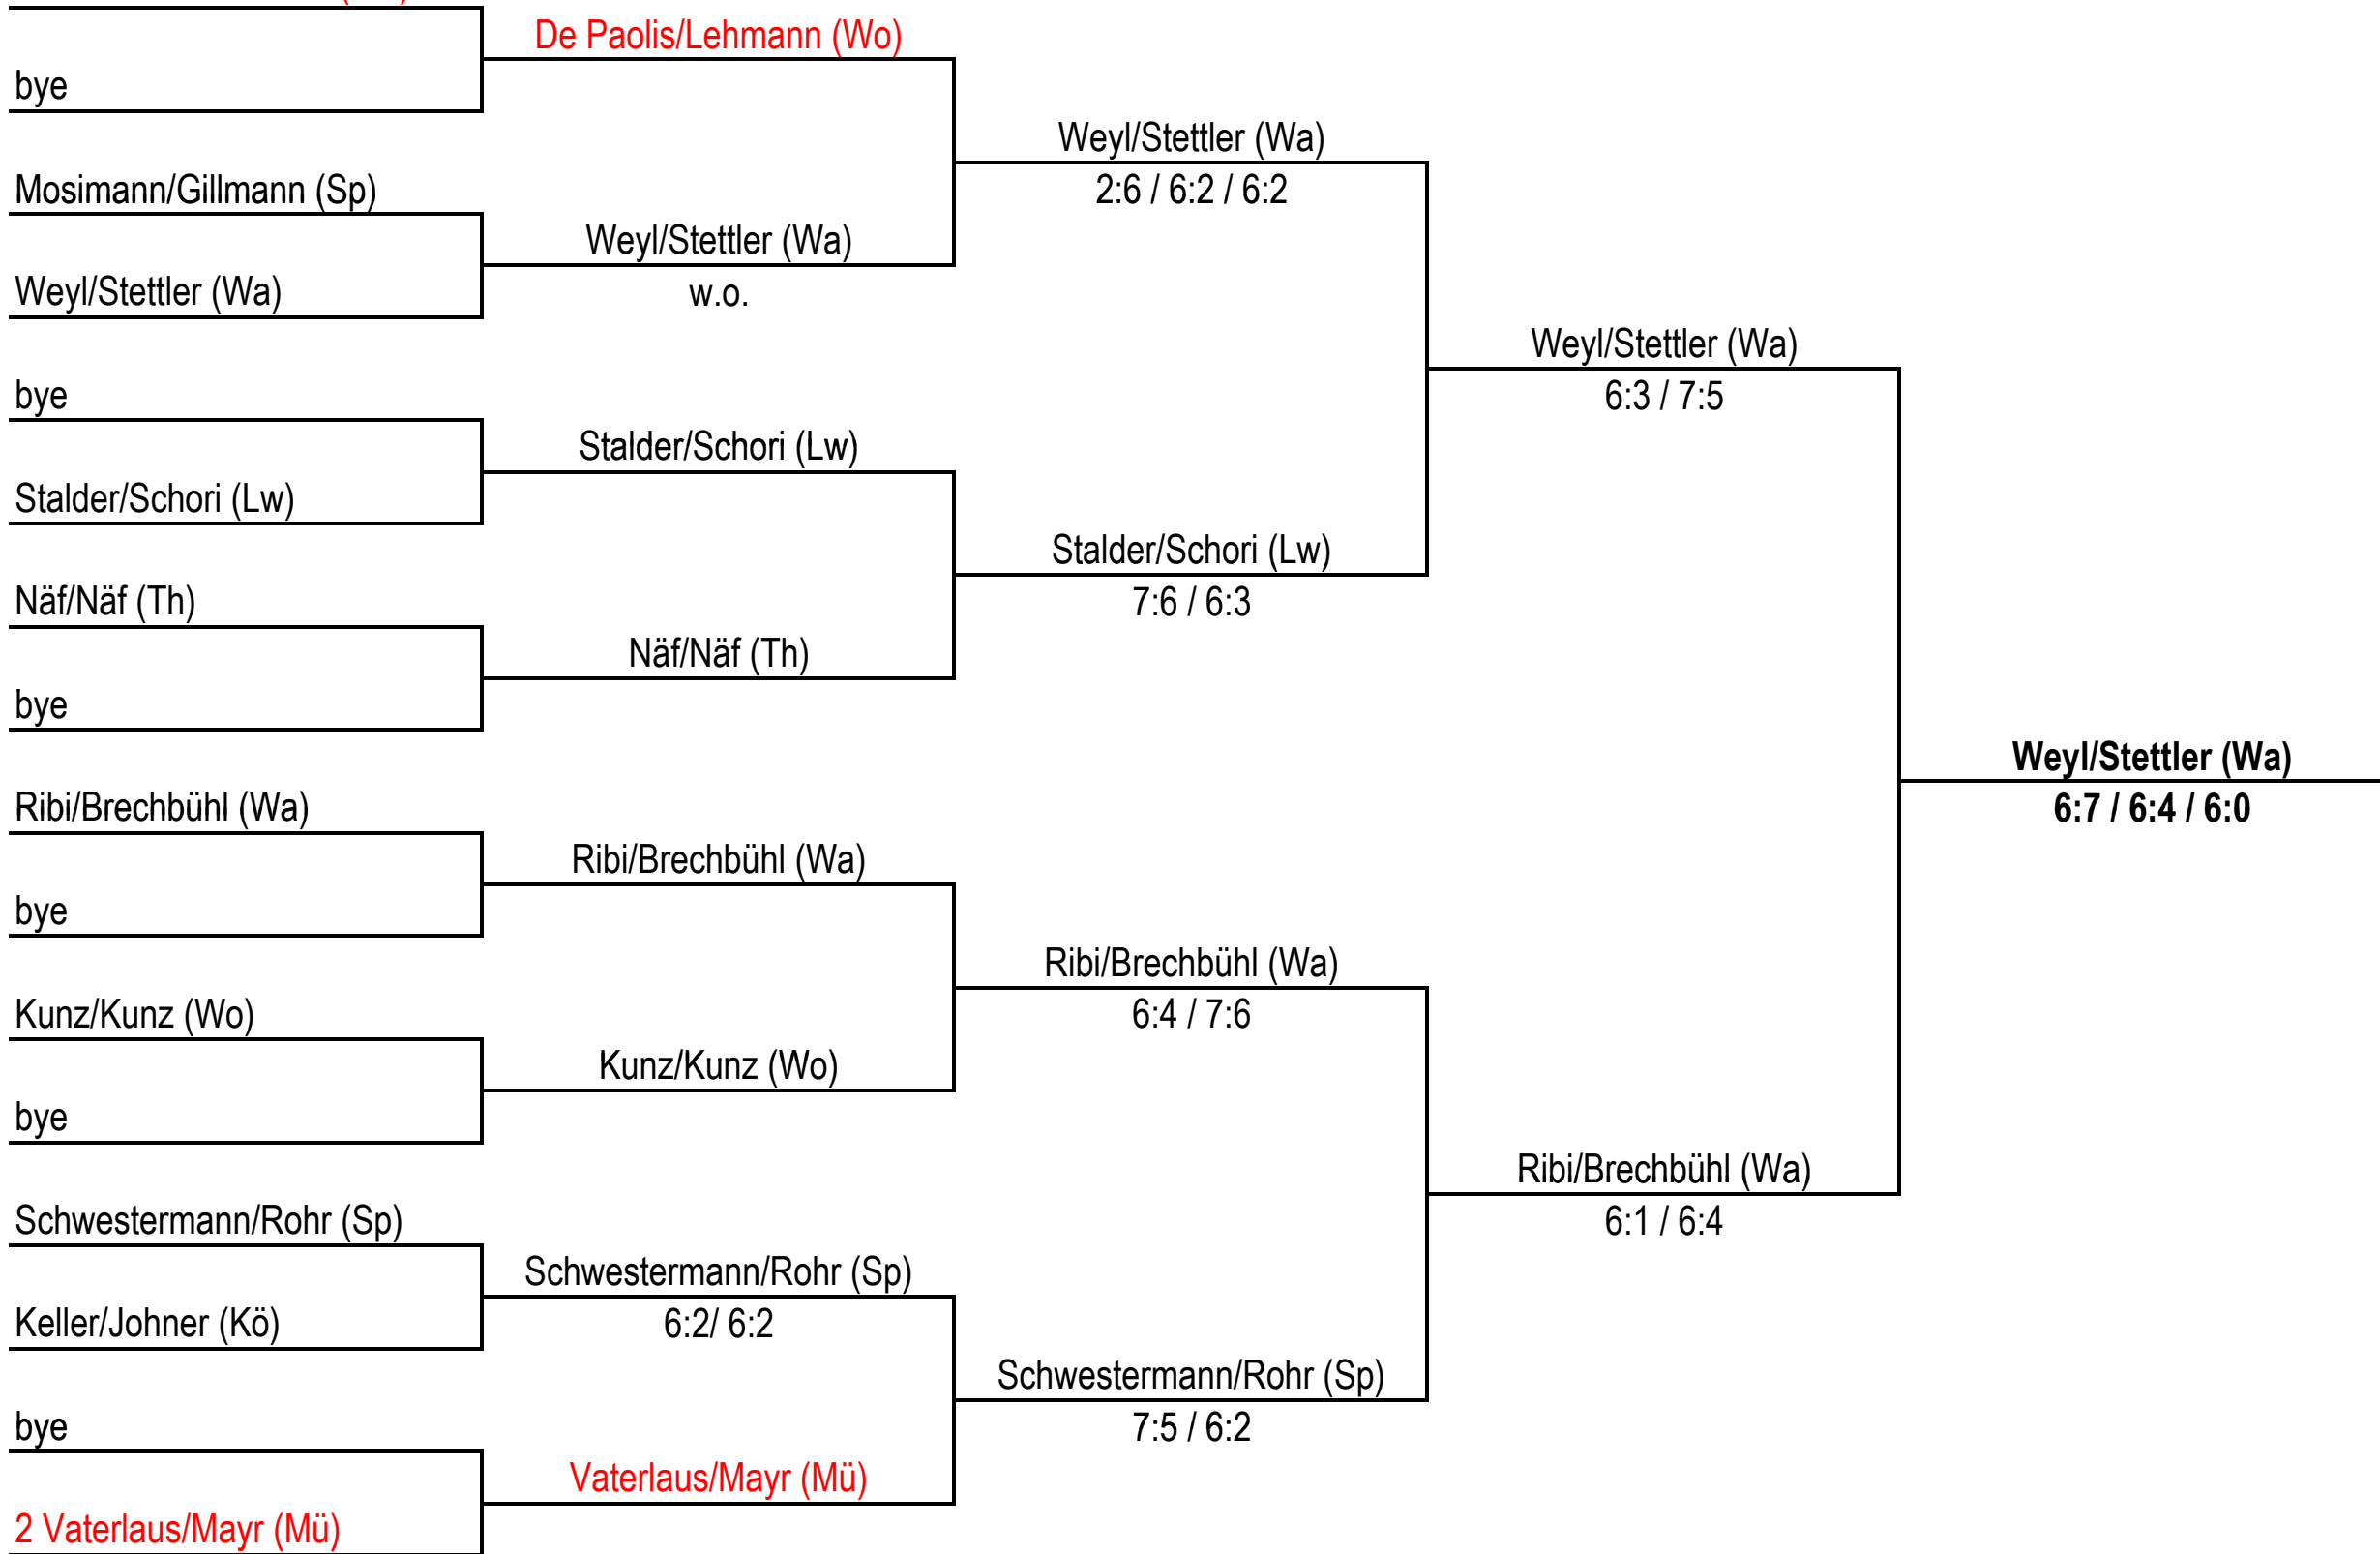 De Paolis/Lehmann (Wo)
bye
Weyl/Stettler (Wa)
Mosimann/Gillmann (Sp)
2:6 / 6:2 / 6:2
Weyl/Stettler (Wa)
Weyl/Stettler (Wa)
w.o.
Weyl/Stettler (Wa)
bye
6:3 / 7:5
Stalder/Schori (Lw)
Stalder/Schori (Lw)
Stalder/Schori (Lw)
Näf/Näf (Th)
7:6 / 6:3
Näf/Näf (Th)
bye
Weyl/Stettler (Wa)
Ribi/Brechbühl (Wa)
6:7 / 6:4 / 6:0
Ribi/Brechbühl (Wa)
bye
Ribi/Brechbühl (Wa)
Kunz/Kunz (Wo)
6:4 / 7:6
Kunz/Kunz (Wo)
bye
Ribi/Brechbühl (Wa)
Schwestermann/Rohr (Sp)
6:1 / 6:4
Schwestermann/Rohr (Sp)
Keller/Johner (Kö)
6:2/ 6:2
Schwestermann/Rohr (Sp)
bye
7:5 / 6:2
Vaterlaus/Mayr (Mü)
2 Vaterlaus/Mayr (Mü)